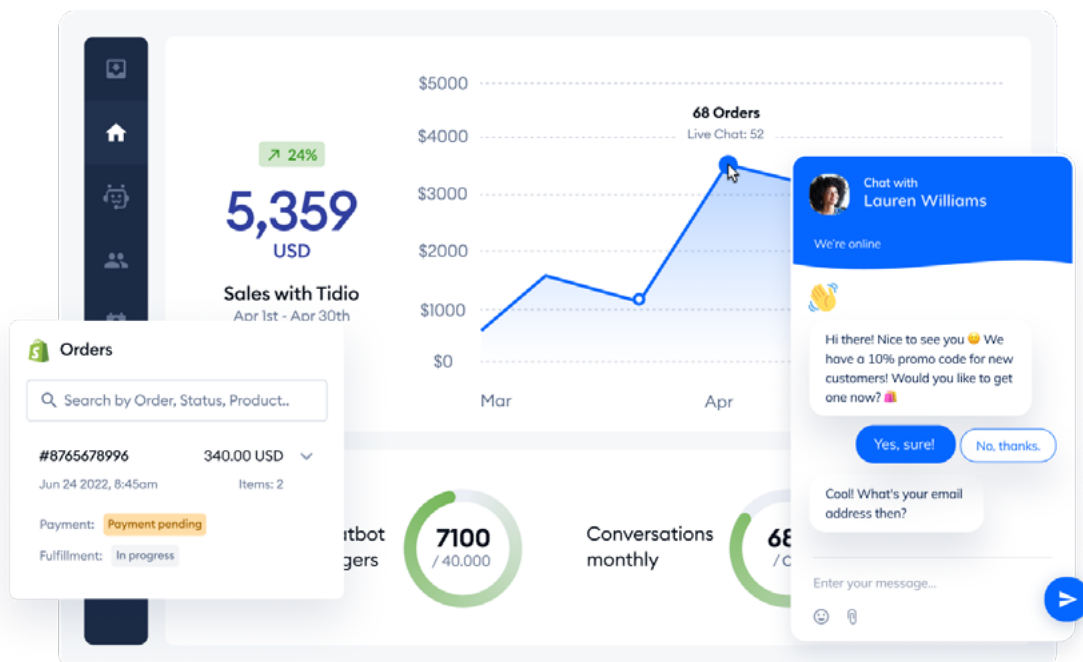 24%
5,359
USD
Sales with Tidio
Apr 1st - Apr 30th
$5000
$4000
$3000
$2000
$1000
$0
Mar
Apr
68 Orders
Live Chat: 52
Chat with
Lauren Williams
We're online
Hi there! Nice to see you 😀 We
have a 10% promo code for new
customers! Would you like to get
one now? 🛍️
Yes, sure!
No, thanks.
Cool! What's your email
address then?
Enter your message...
Orders
Search by Order, Status, Product..
#8765678996
340.00 USD
Jun 24 2022, 8:45am
Items: 2
Payment: Payment pending
Fulfillment: In progress
7100
/ 40.000
Conversations
monthly